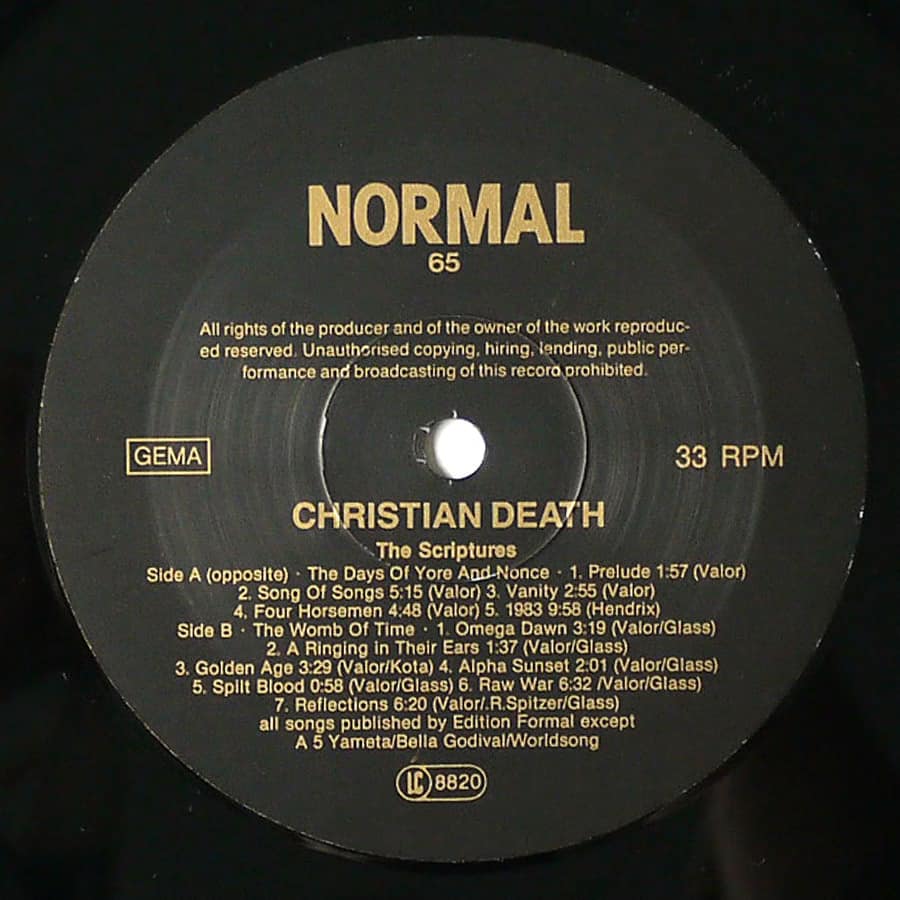 NORMAL
65
All rights of the producer and of the owner of the work reproduc-
ed reserved. Unauthorised copying, hiring, lending, public per-
formance and broadcasting of this record prohibited.
GEMA
33 RPM
CHRISTIAN DEATH
The Scriptures
Side A (opposite) · The Days Of Yore And Nonce · 1. Prelude 1:57 (Valor)
2. Song Of Songs 5:15 (Valor) 3. Vanity 2:55 (Valor)
4. Four Horsemen 4:48 (Valor) 5. 1983 9:58 (Hendrix)
Side B · The Womb Of Time · 1. Omega Dawn 3:19 (Valor/Glass)
2. A Ringing in Their Ears 1:37 (Valor/Glass)
3. Golden Age 3:29 (Valor/Kota) 4. Alpha Sunset 2:01 (Valor/Glass)
5. Spilt Blood 0:58 (Valor/Glass) 6. Raw War 6:32 /Valor/Glass)
7. Reflections 6:20 (Valor/.R.Spitzer/Glass)
all songs published by Edition Formal except
A 5 Yameta/Bella Godival/Worldsong
LC 8820